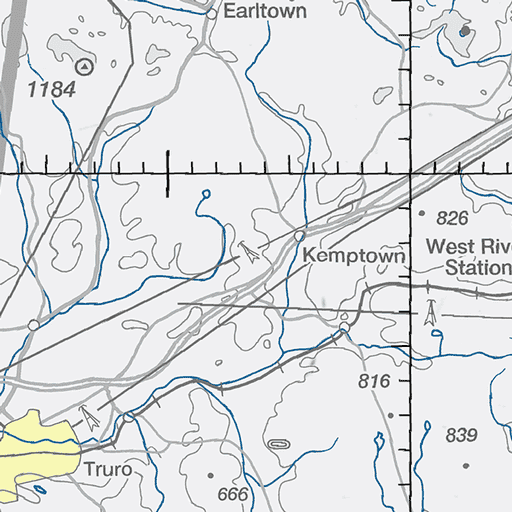 Earltown
1184
826
Kemptown
West Rive
Station
816
839
Truro
666